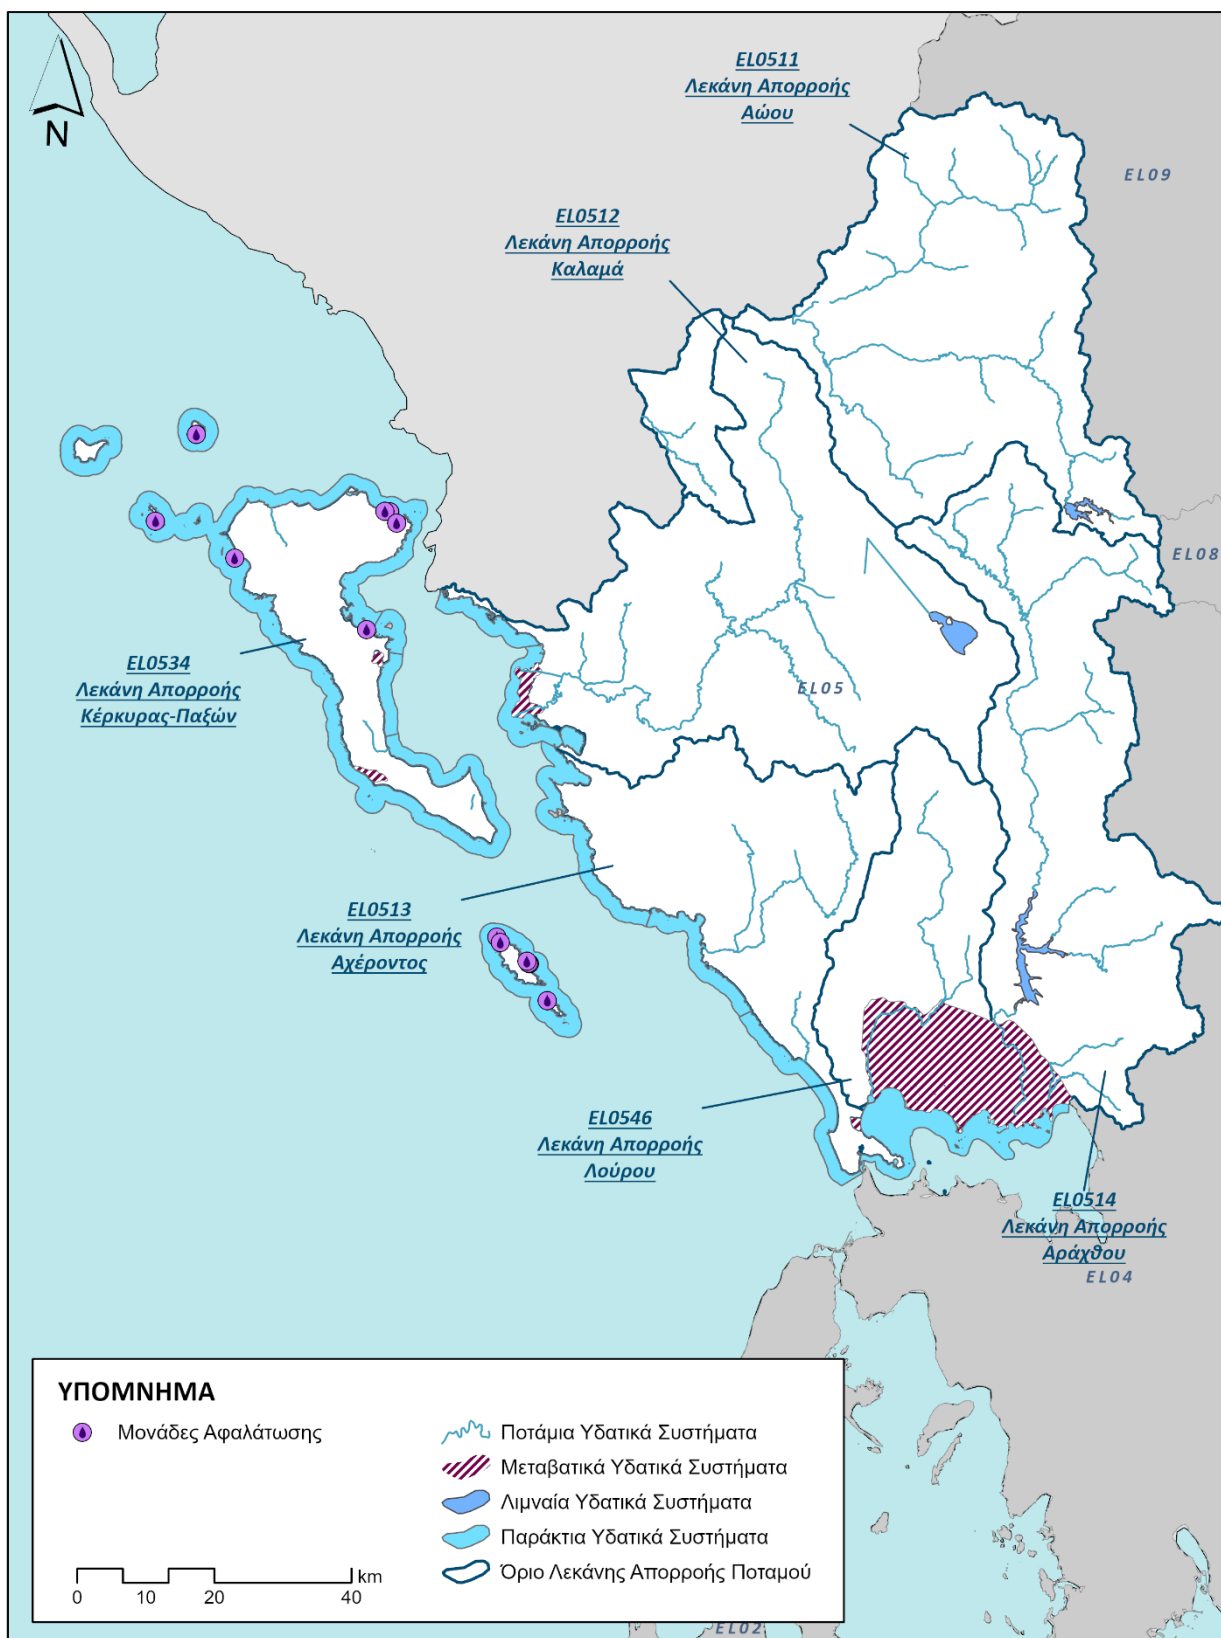 N
EL0511
Λεκάνη Απορροής
Αώου
EL09
EL0512
Λεκάνη Απορροής
Καλαμά
EL08
EL0534
Λεκάνη Απορροής
Κέρκυρας-Παξών
EL05
EL0513
Λεκάνη Απορροής
Αχέροντος
EL0546
Λεκάνη Απορροής
Λούρου
EL0514
Λεκάνη Απορροής
Αράχθου
EL04
ΥΠΟΜΝΗΜΑ
Μονάδες Αφαλάτωσης
Ποτάμια Υδατικά Συστήματα
Μεταβατικά Υδατικά Συστήματα
Λιμναία Υδατικά Συστήματα
Παράκτια Υδατικά Συστήματα
Όριο Λεκάνης Απορροής Ποταμού
km
0 10 20 40
EL02